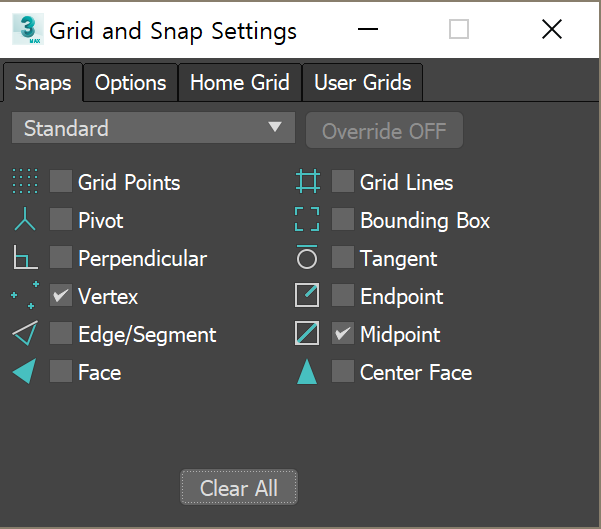 3 MAX Grid and Snap Settings
Snaps Options Home Grid User Grids
Standard Override OFF
Grid Points Grid Lines
Pivot Bounding Box
Perpendicular Tangent
Vertex Endpoint
Edge/Segment Midpoint
Face Center Face
Clear All